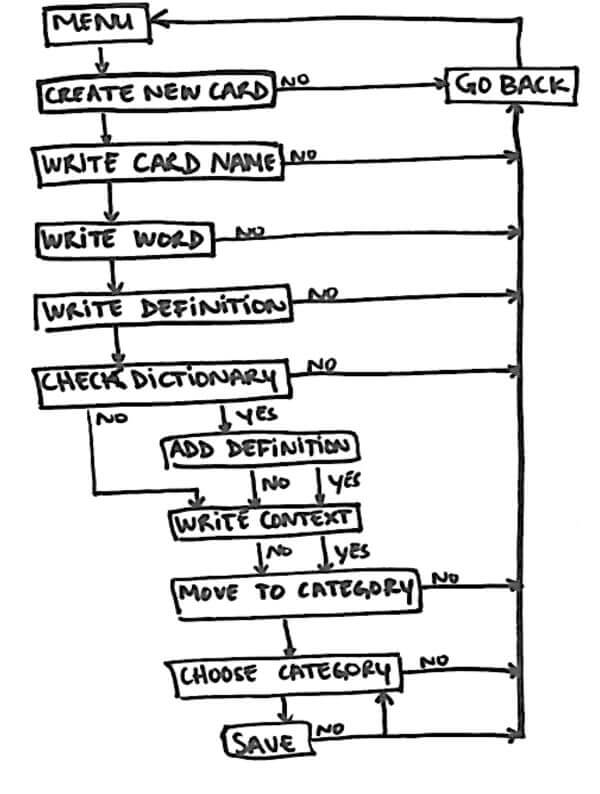 MENU
CREATE NEW CARD
NO
GO BACK
WRITE CARD NAME
NO
WRITE WORD
NO
WRITE DEFINITION
NO
CHECK DICTIONARY
NO
NO
YES
ADD DEFINITION
NO
YES
WRITE CONTEXT
NO
YES
MOVE TO CATEGORY
NO
CHOOSE CATEGORY
NO
SAVE
NO